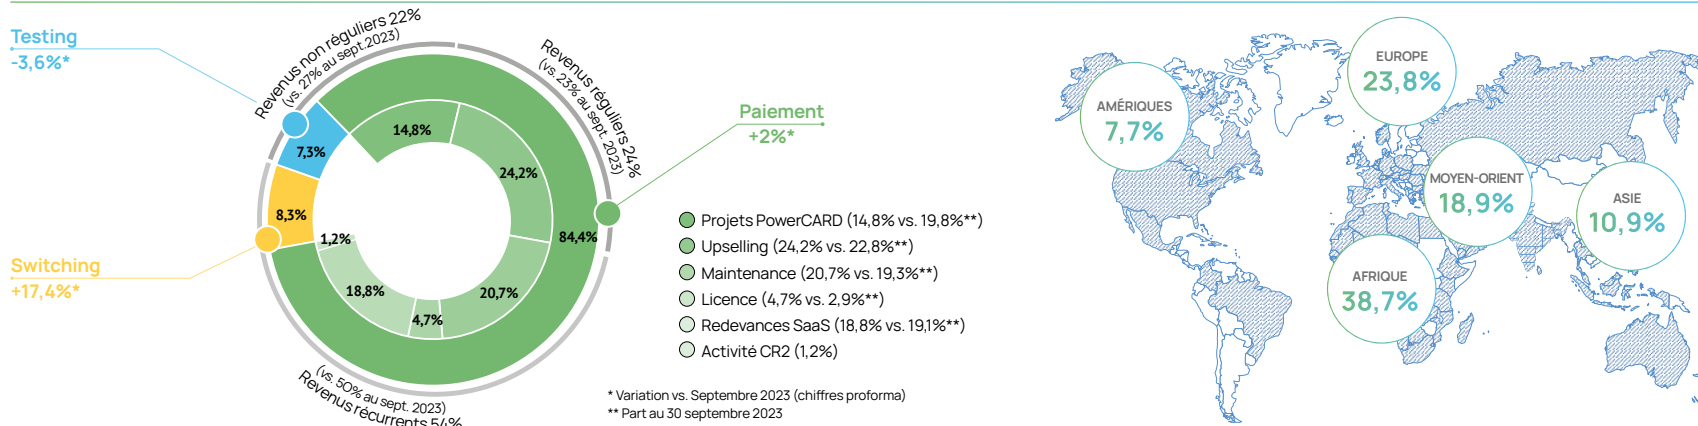 Testing
-3,6%*
Switching
+17,4%*
Revenus non réguliers 22%
(vs. 27% au sept.2023)
Revenus réguliers 24%
(vs. 23% au sept. 2023)
14,8%
7,3%
24,2%
8,3%
1,2%
84,4%
18,8%
20,7%
4,7%
(vs. 50% au sept. 2023)
Revenus récurrents 54%
Paiement
+2%*
Projets PowerCARD (14,8% vs. 19,8%**)
Upselling (24,2% vs. 22,8%**)
Maintenance (20,7% vs. 19,3%**)
Licence (4,7% vs. 2,9%**)
Redevances SaaS (18,8% vs. 19,1%**)
Activité CR2 (1,2%)
* Variation vs. Septembre 2023 (chiffres proforma)
** Part au 30 septembre 2023
EUROPE
23,8%
AMÉRIQUES
7,7%
MOYEN-ORIENT
18,9%
ASIE
10,9%
AFRIQUE
38,7%